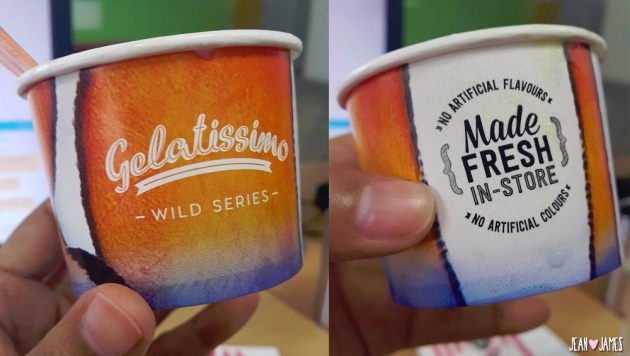 Gelatissimo
- WILD SERIES -
NO ARTIFICIAL FLAVOURS
Made
{ FRESH }
IN-STORE
NO ARTIFICIAL COLOURS
JEAN♥JAMES